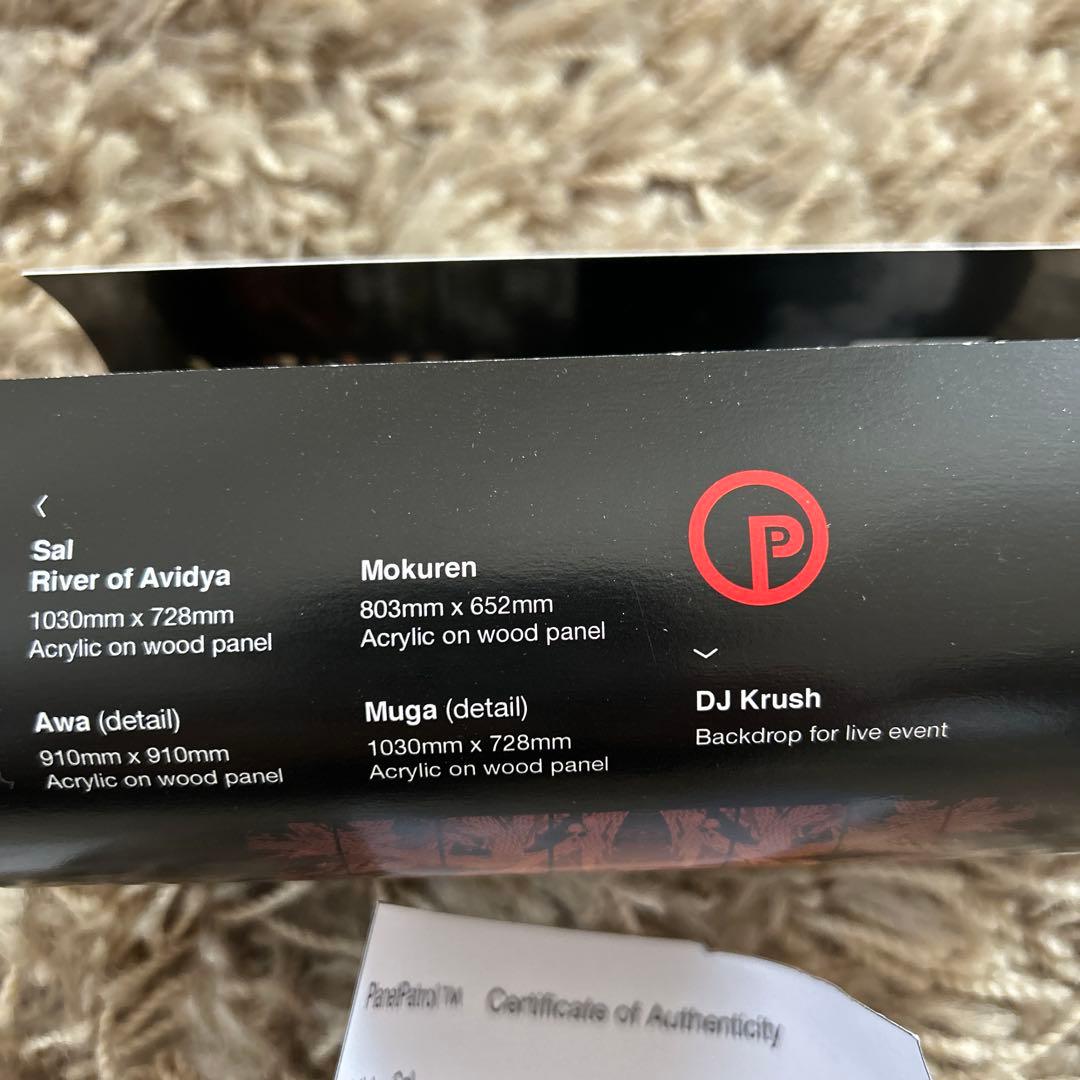 Sal
River of Avidya
1030mm x 728mm
Acrylic on wood panel
Awa (detail)
910mm x 910mm
Acrylic on wood panel
Mokuren
803mm x 652mm
Acrylic on wood panel
Muga (detail)
1030mm x 728mm
Acrylic on wood panel
P
DJ Krush
Backdrop for live event
PlanetPatrol™ Certificate of Authenticity
Sal